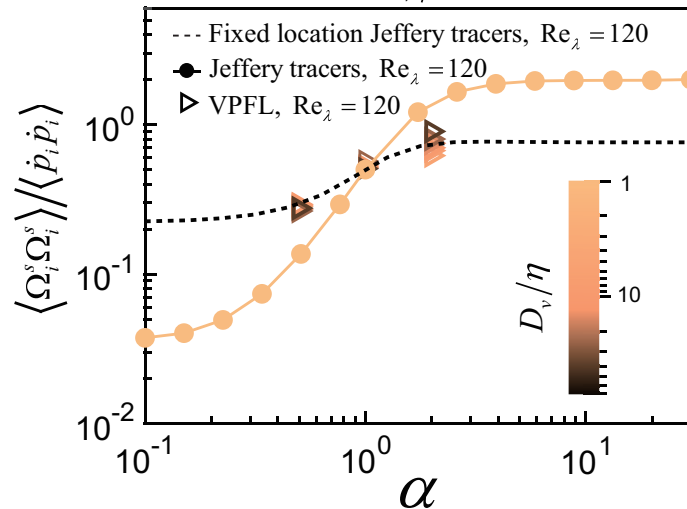 Fixed location Jeffery tracers, Re_λ = 120
Jeffery tracers, Re_λ = 120
VPFL, Re_λ = 120
⟨Ω_i^s Ω_i^s⟩/⟨ṗ_i ṗ_i⟩
10^0
10^-1
10^-2
D_v/η
1
10
10^-1
10^0
10^1
α